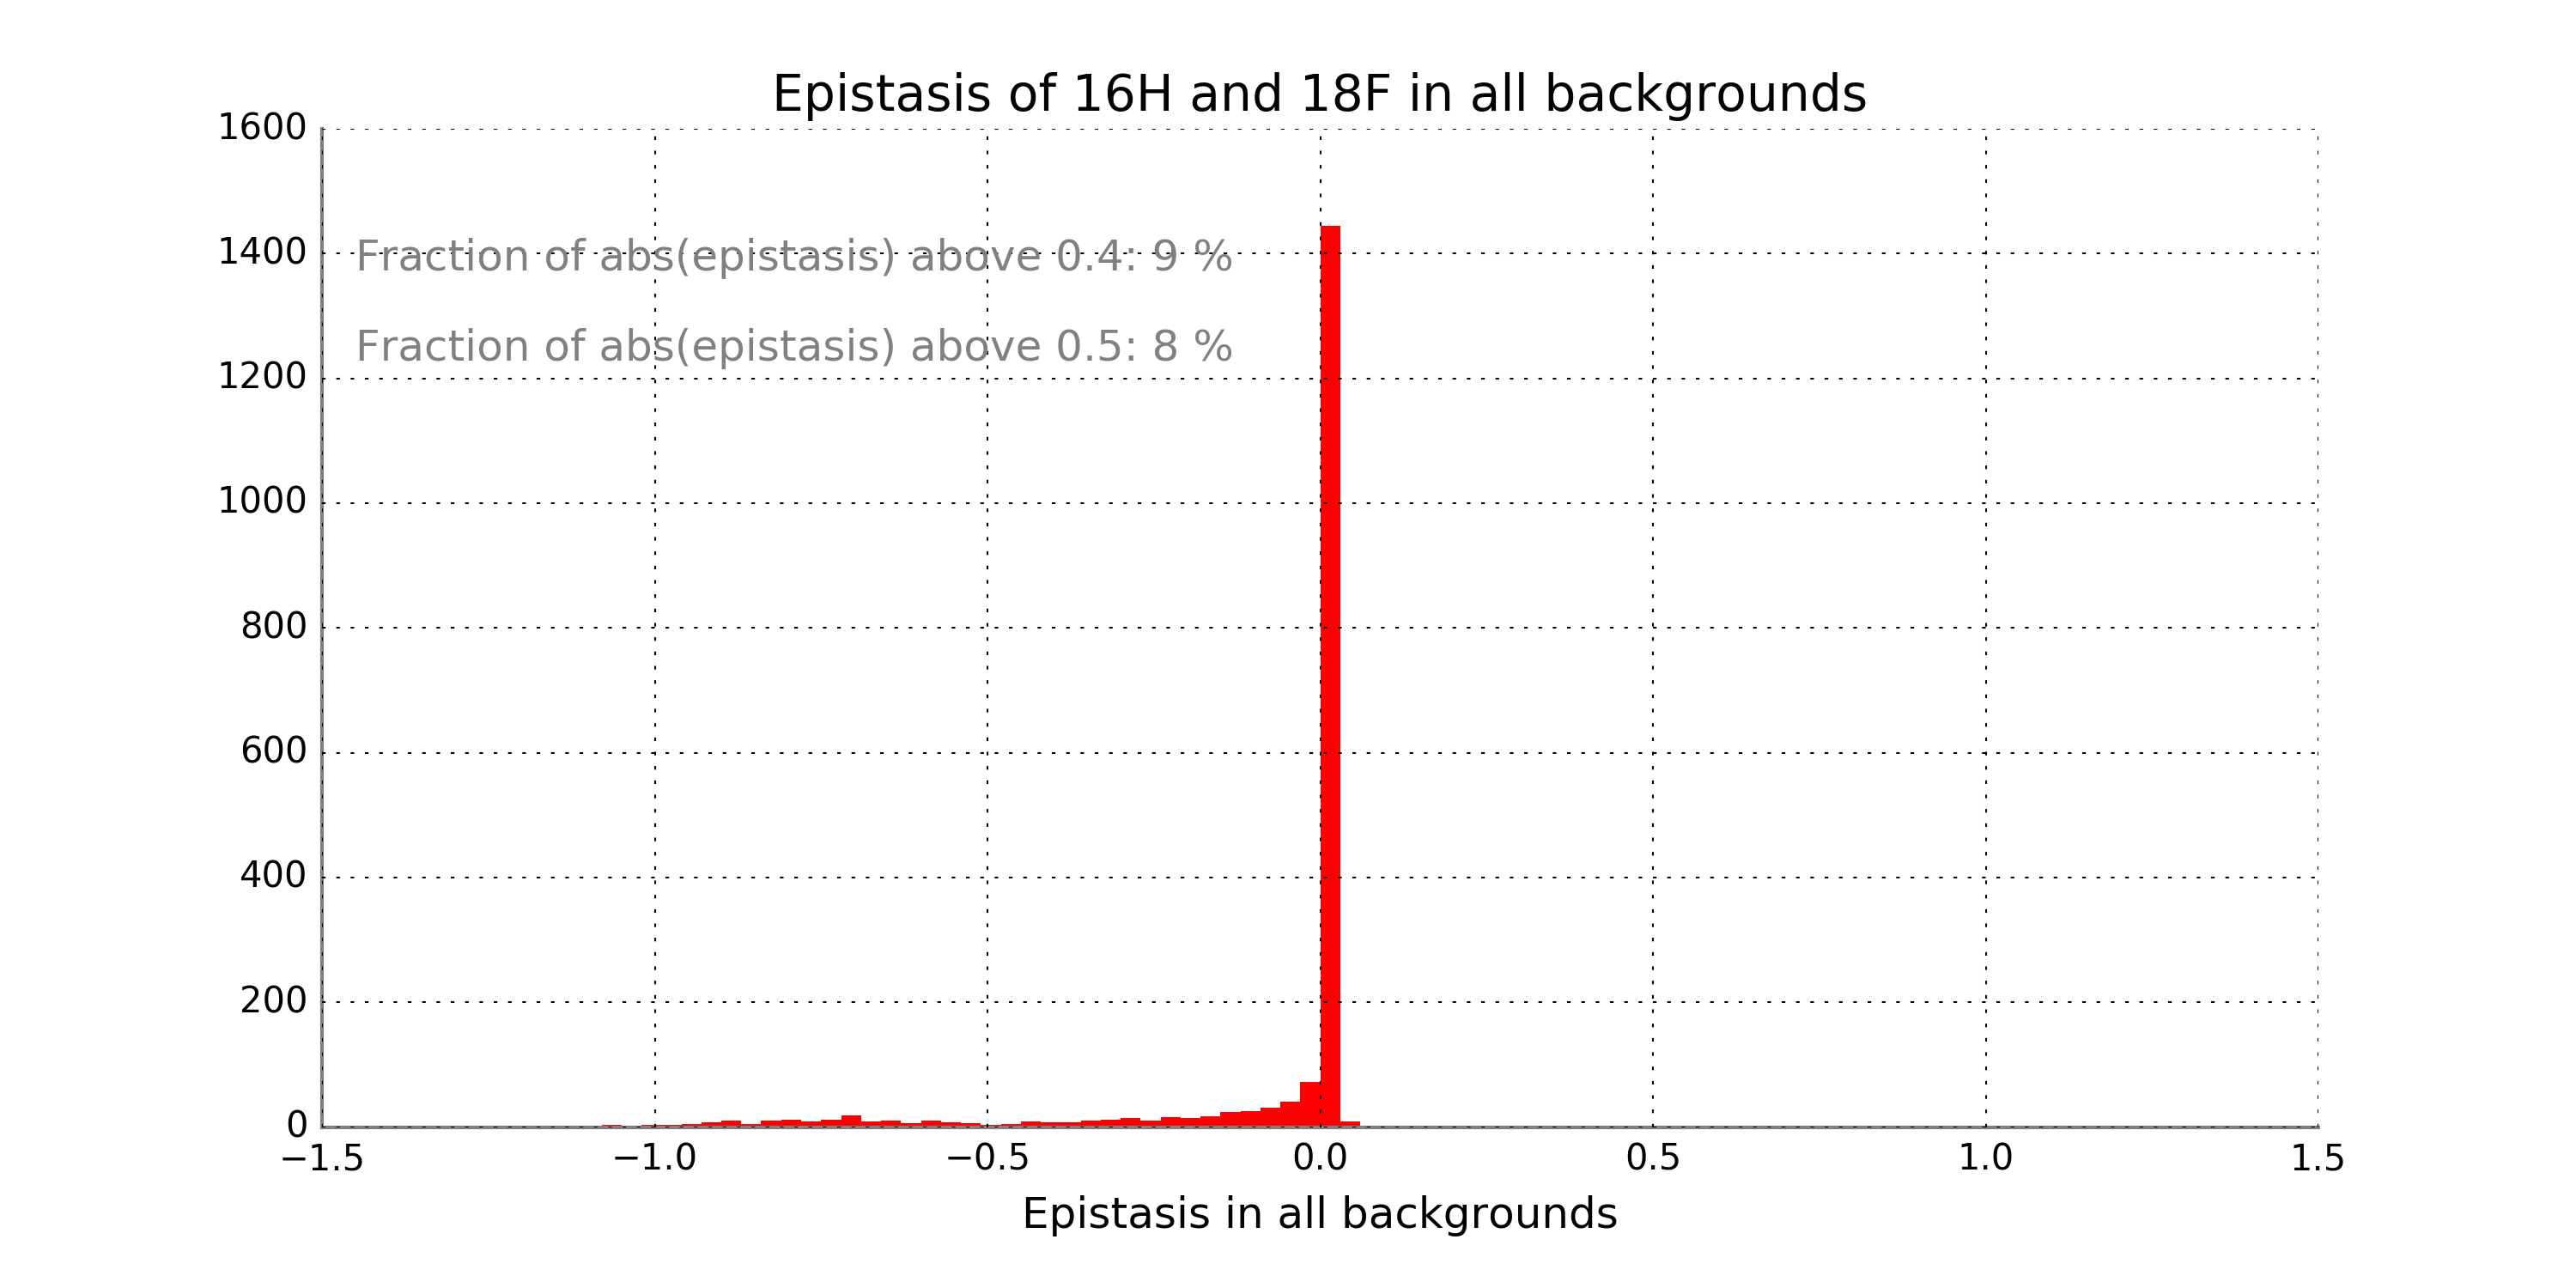 Epistasis of 16H and 18F in all backgrounds
1600
1400
Fraction of abs(epistasis) above 0.4: 9 %
Fraction of abs(epistasis) above 0.5: 8 %
1200
1000
800
600
400
200
0
−1.5 −1.0 −0.5 0.0 0.5 1.0 1.5
Epistasis in all backgrounds